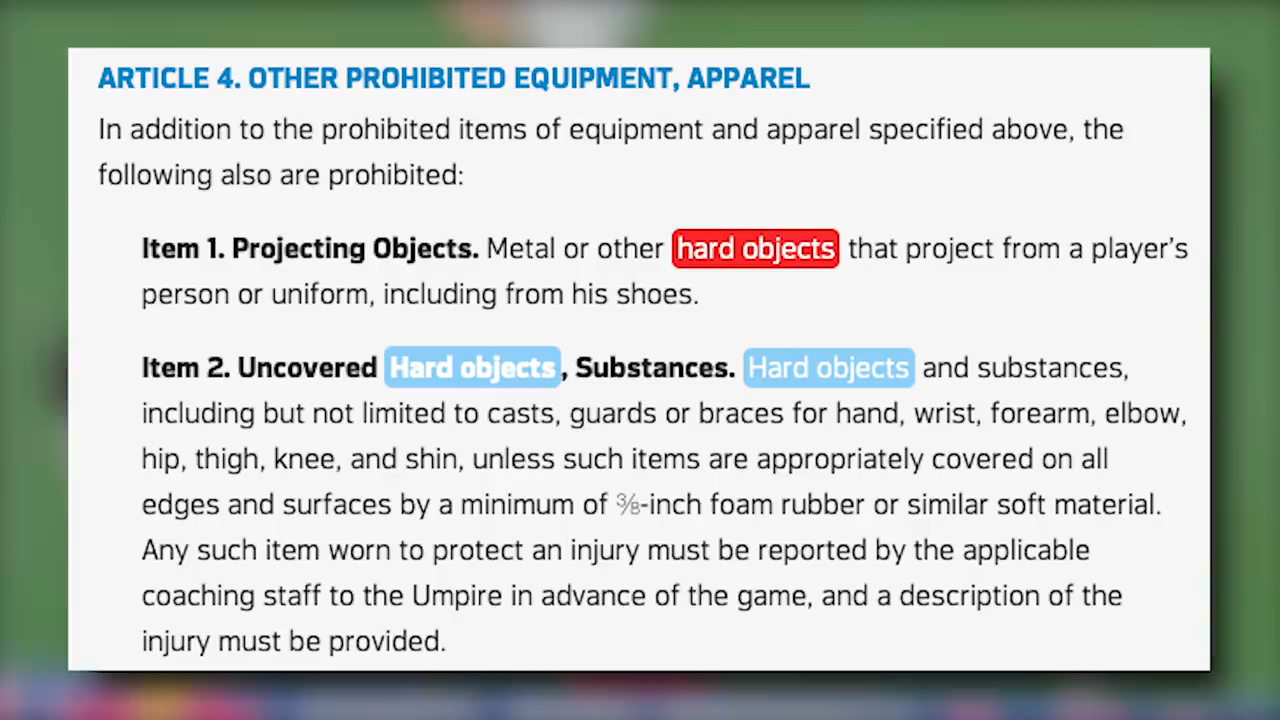 ARTICLE 4. OTHER PROHIBITED EQUIPMENT, APPAREL
In addition to the prohibited items of equipment and apparel specified above, the
following also are prohibited:
Item 1. Projecting Objects. Metal or other hard objects that project from a player's
person or uniform, including from his shoes.
Item 2. Uncovered Hard objects, Substances. Hard objects and substances,
including but not limited to casts, guards or braces for hand, wrist, forearm, elbow,
hip, thigh, knee, and shin, unless such items are appropriately covered on all
edges and surfaces by a minimum of ⅜-inch foam rubber or similar soft material.
Any such item worn to protect an injury must be reported by the applicable
coaching staff to the Umpire in advance of the game, and a description of the
injury must be provided.